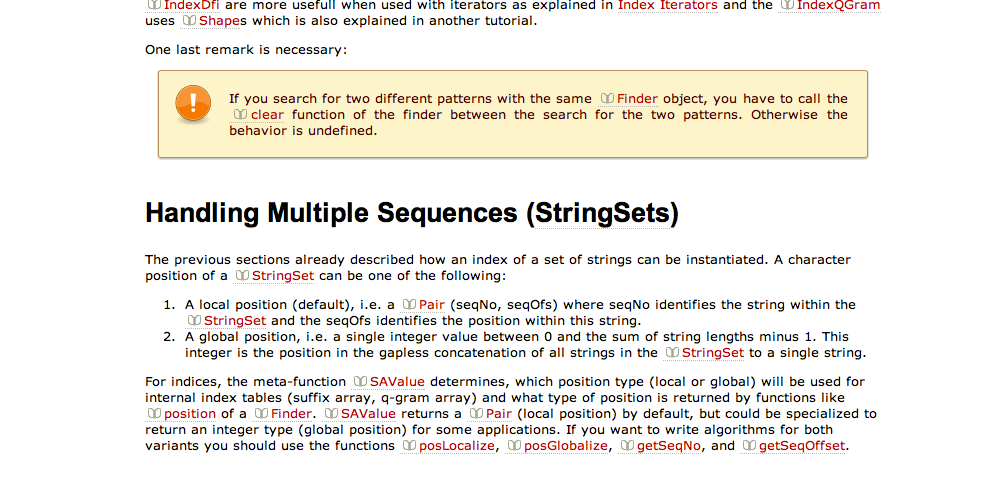 IndexDfi are more usefull when used with iterators as explained in Index Iterators and the IndexQGram
uses Shapes which is also explained in another tutorial.
One last remark is necessary:
If you search for two different patterns with the same Finder object, you have to call the
clear function of the finder between the search for the two patterns. Otherwise the
behavior is undefined.
Handling Multiple Sequences (StringSets)
The previous sections already described how an index of a set of strings can be instantiated. A character
position of a StringSet can be one of the following:
1. A local position (default), i.e. a Pair (seqNo, seqOfs) where seqNo identifies the string within the
StringSet and the seqOfs identifies the position within this string.
2. A global position, i.e. a single integer value between 0 and the sum of string lengths minus 1. This
integer is the position in the gapless concatenation of all strings in the StringSet to a single string.
For indices, the meta-function SAValue determines, which position type (local or global) will be used for
internal index tables (suffix array, q-gram array) and what type of position is returned by functions like
position of a Finder. SAValue returns a Pair (local position) by default, but could be specialized to
return an integer type (global position) for some applications. If you want to write algorithms for both
variants you should use the functions posLocalize, posGlobalize, getSeqNo, and getSeqOffset.